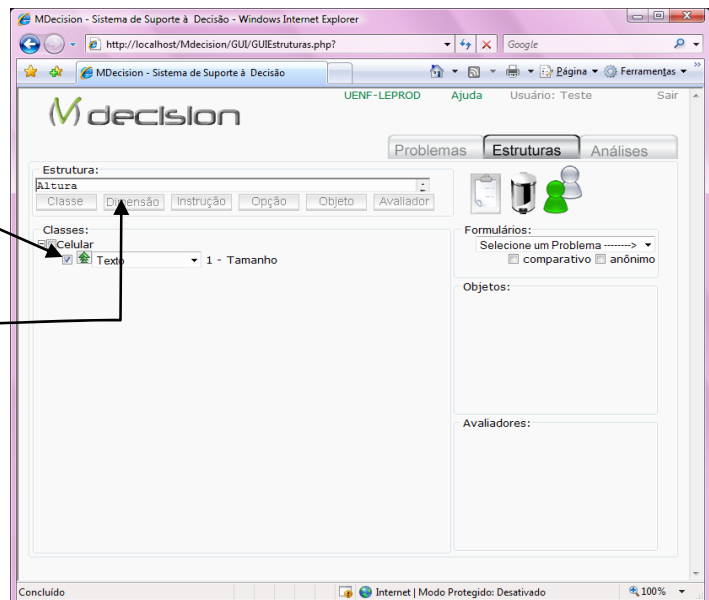 MDecision - Sistema de Suporte à Decisão - Windows Internet Explorer
http://localhost/Mdecision/GUI/GUIEstruturas.php?
Google
MDecision - Sistema de Suporte à Decisão
Página
Ferramentas
UENF-LEPROD Ajuda Usuário: Teste Sair
Mdecision
Problemas Estruturas Análises
Estrutura:
Altura
Classe Dimensão Instrução Opção Objeto Avaliador
Classes:
Celular
Texto 1 - Tamanho
Formulários:
Selecione um Problema -------->
comparativo anônimo
Objetos:
Avaliadores:
Concluído Internet | Modo Protegido: Desativado 100%